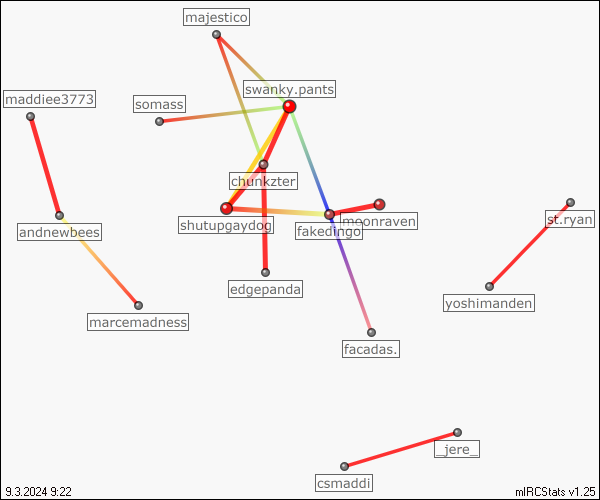 majestico
swanky.pants
maddiee3773
somass
chunkzter
shutupgaydog
moonraven
fakedingo
st.ryan
andnewbees
edgepanda
yoshimanden
marcemadness
facadas.
_jere_
csmaddi
9.3.2024 9:22
mIRCStats v1.25